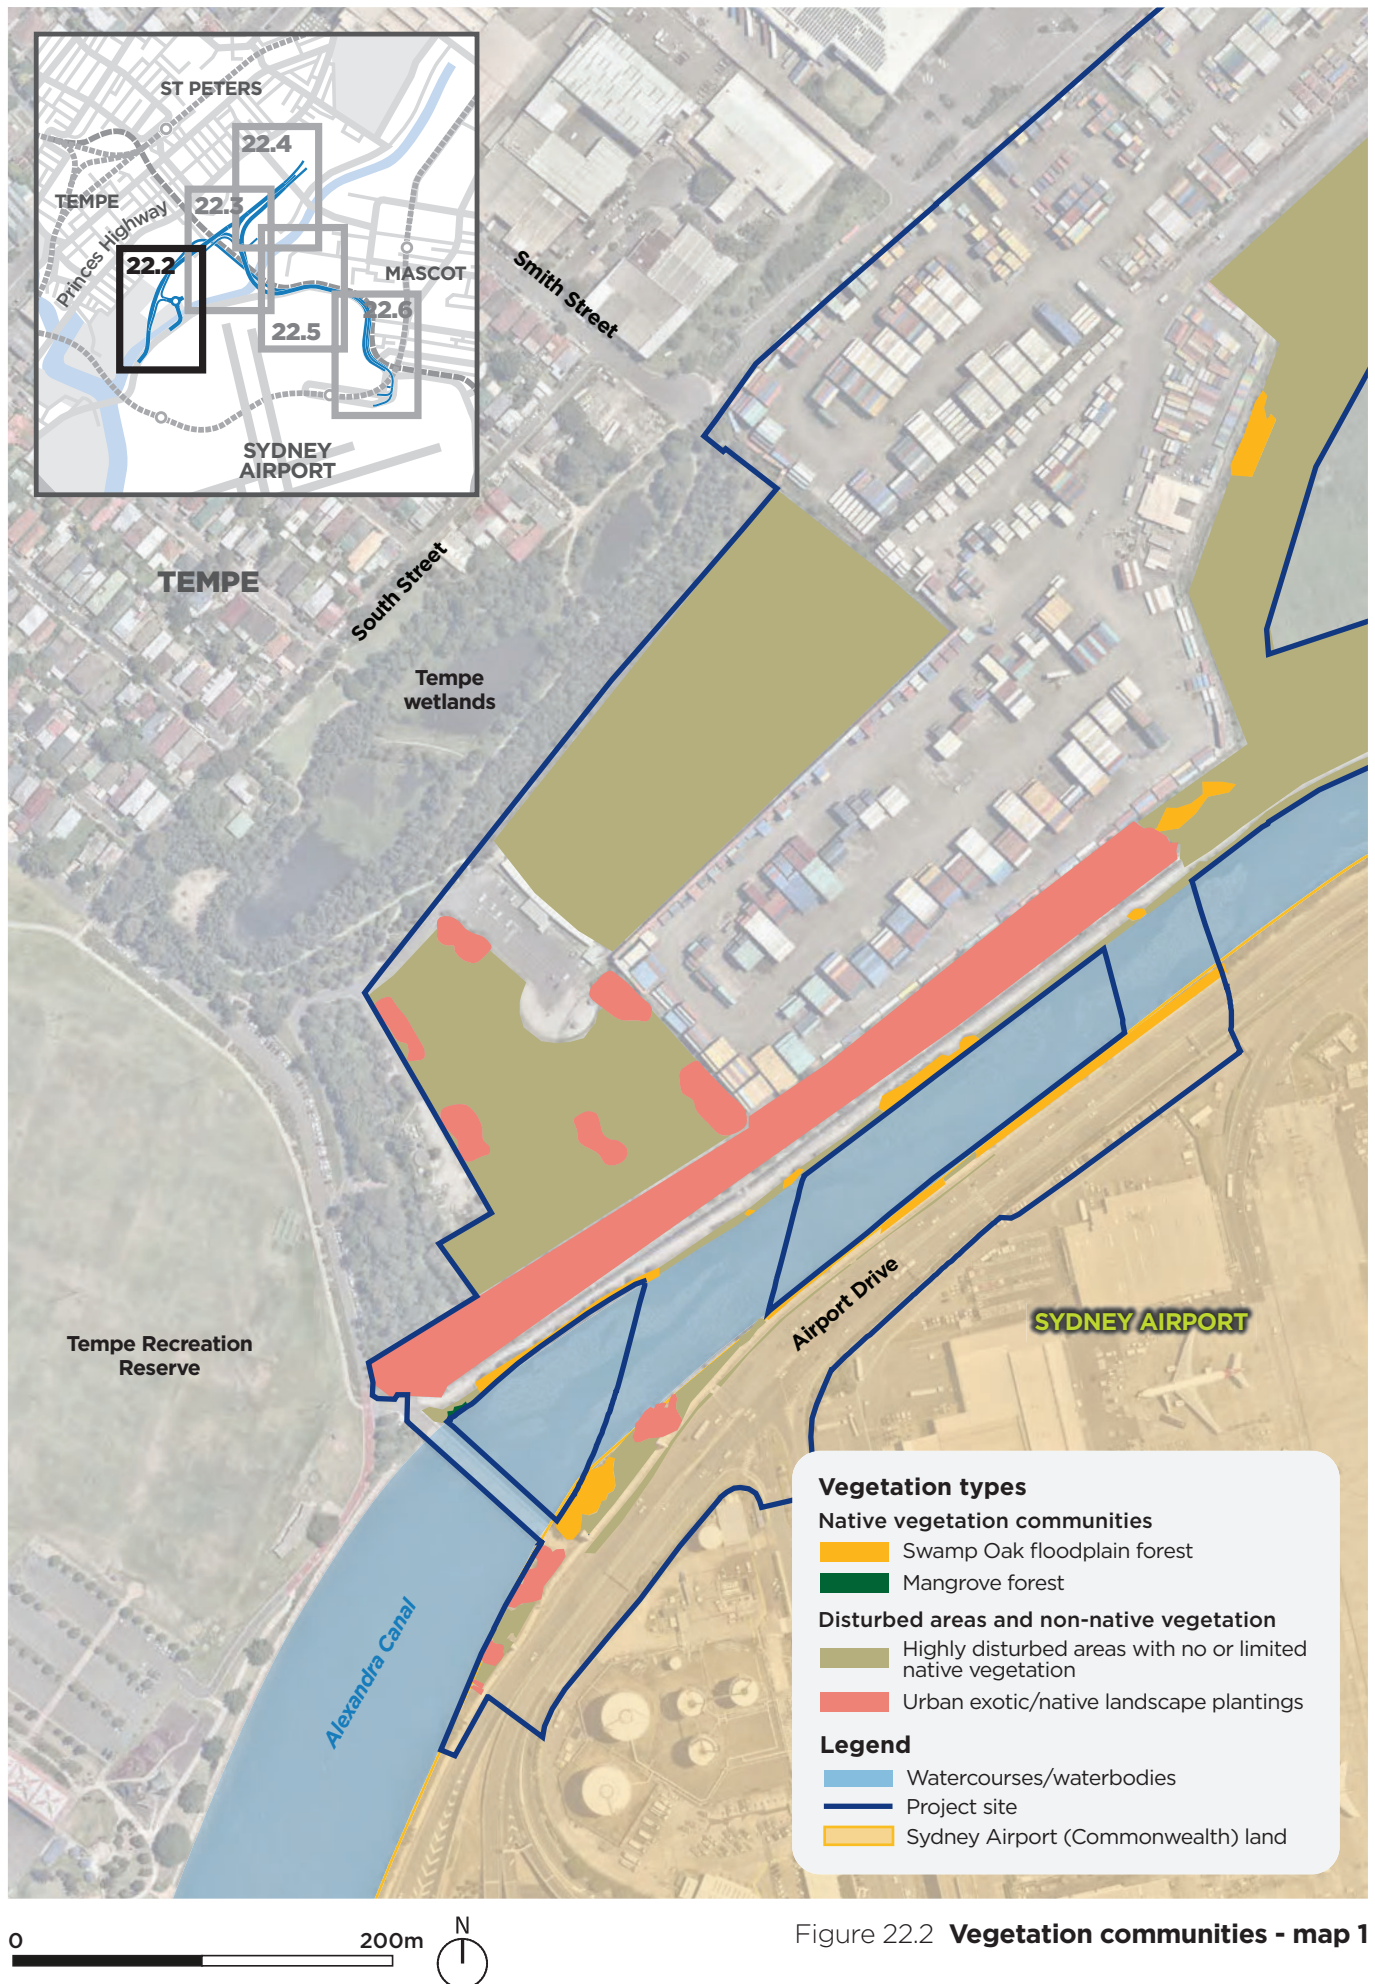 ST PETERS
22.4
TEMPE
22.3
Princes Highway
22.2
MASCOT
22.6
22.5
SYDNEY
AIRPORT
Smith Street
TEMPE
South Street
Tempe
wetlands
Airport Drive
SYDNEY AIRPORT
Tempe Recreation
Reserve
Alexandra Canal
Vegetation types
Native vegetation communities
Swamp Oak floodplain forest
Mangrove forest
Disturbed areas and non-native vegetation
Highly disturbed areas with no or limited
native vegetation
Urban exotic/native landscape plantings
Legend
Watercourses/waterbodies
Project site
Sydney Airport (Commonwealth) land
0
200m
N
Figure 22.2 Vegetation communities - map 1